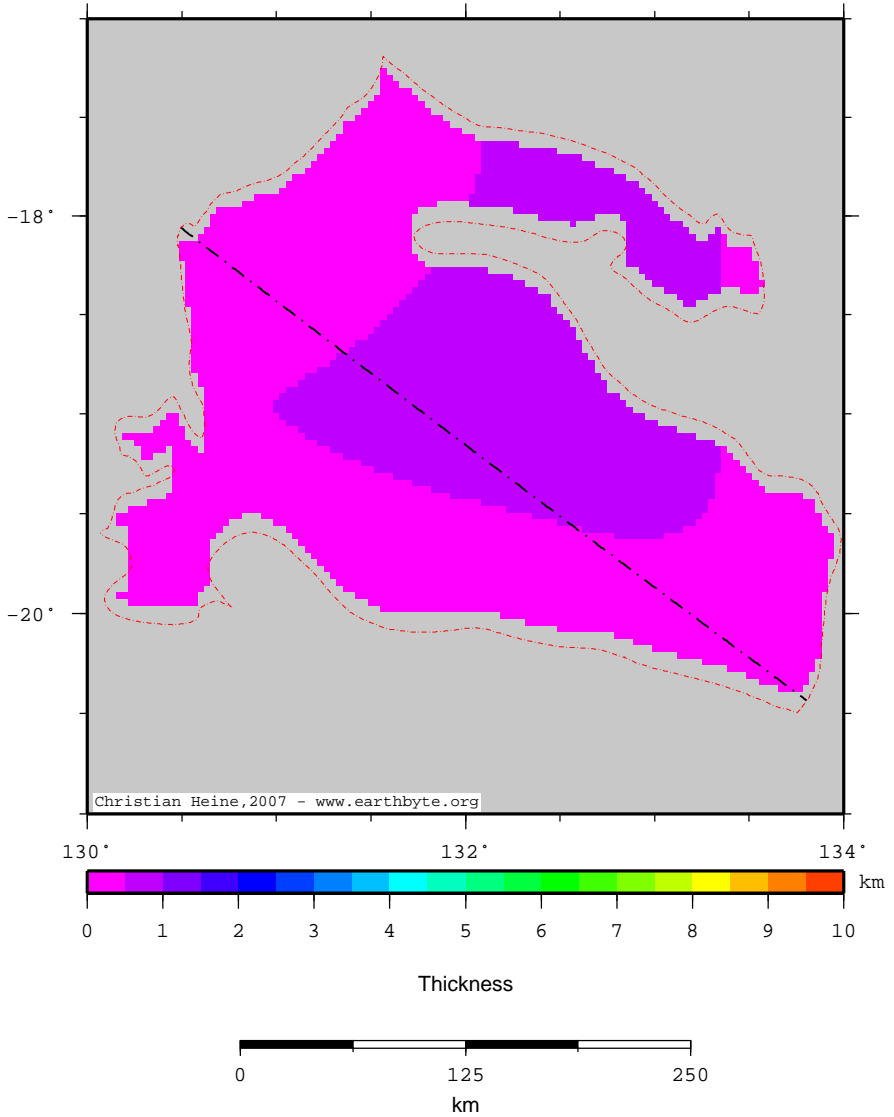 −18°
−20°
Christian Heine,2007 − www.earthbyte.org
130° 132° 134°
km
0 1 2 3 4 5 6 7 8 9 10
Thickness
0 125 250
km